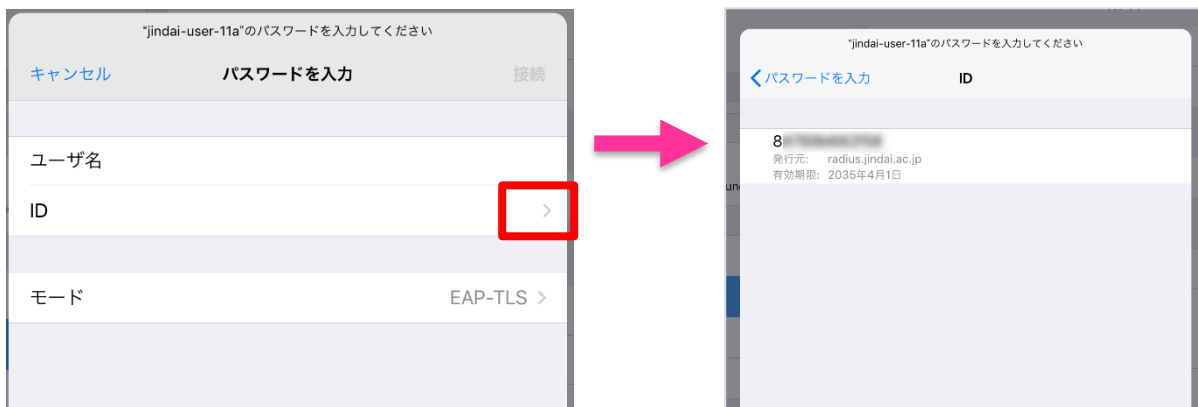 "jindai-user-11a"のパスワードを入力してください
キャンセル パスワードを入力 接続
ユーザ名
ID
モード EAP-TLS
"jindai-user-11a"のパスワードを入力してください
パスワードを入力 ID
8
発行元: radius.jindai.ac.jp
有効期限: 2035年4月1日
un